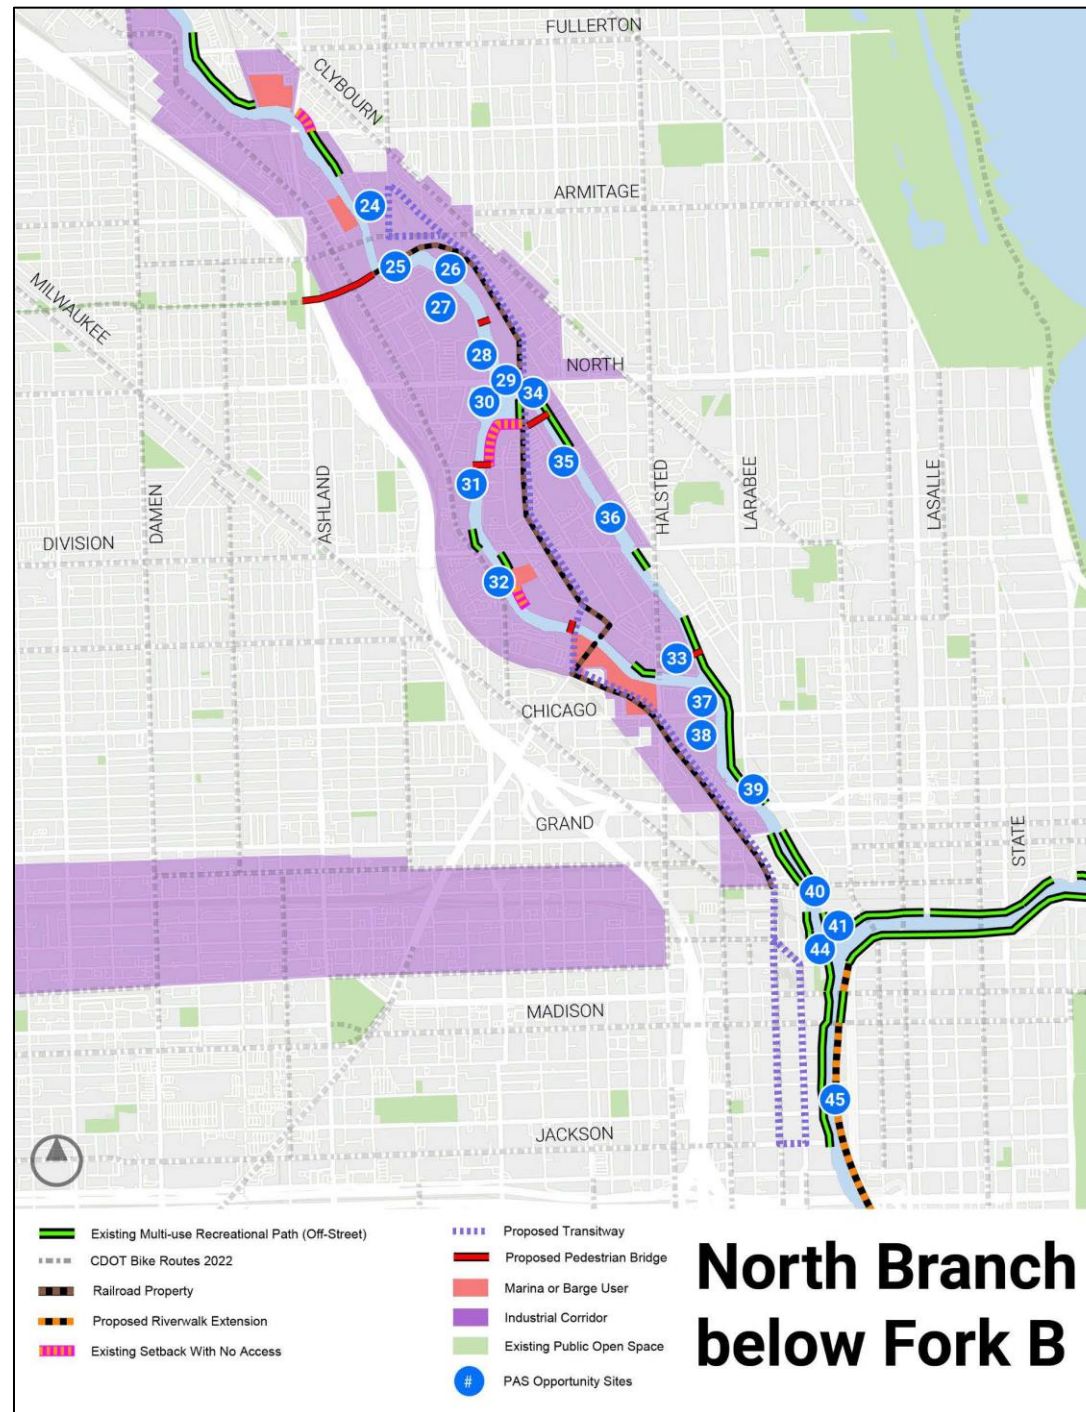 FULLERTON
CLYBOURN
24
ARMITAGE
25
26
MILWAUKEE
27
28
NORTH
29
34
30
35
31
DAMEN
ASHLAND
HALSTED
LARABEE
LASALLE
36
DIVISION
32
33
37
CHICAGO
38
39
GRAND
STATE
40
41
44
MADISON
45
JACKSON
Existing Multi-use Recreational Path (Off-Street)
CDOT Bike Routes 2022
Railroad Property
Proposed Riverwalk Extension
Existing Setback With No Access
Proposed Transitway
Proposed Pedestrian Bridge
Marina or Barge User
Industrial Corridor
Existing Public Open Space
# PAS Opportunity Sites
North Branch
below Fork B